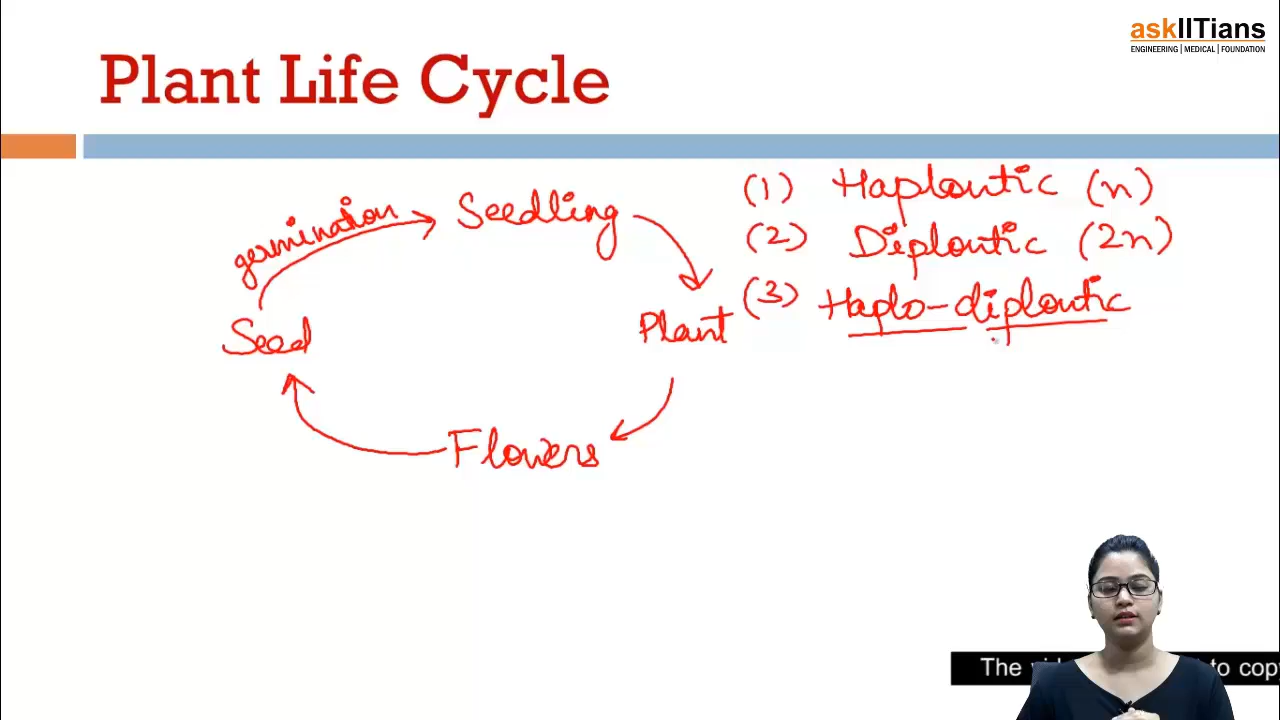 askIITians
ENGINEERING | MEDICAL | FOUNDATION
Plant Life Cycle
germination
Seedling
Plant
Flowers
Seed
(1) Haplontic (n)
(2) Diplontic (2n)
(3) Haplo-diplontic
The to copy